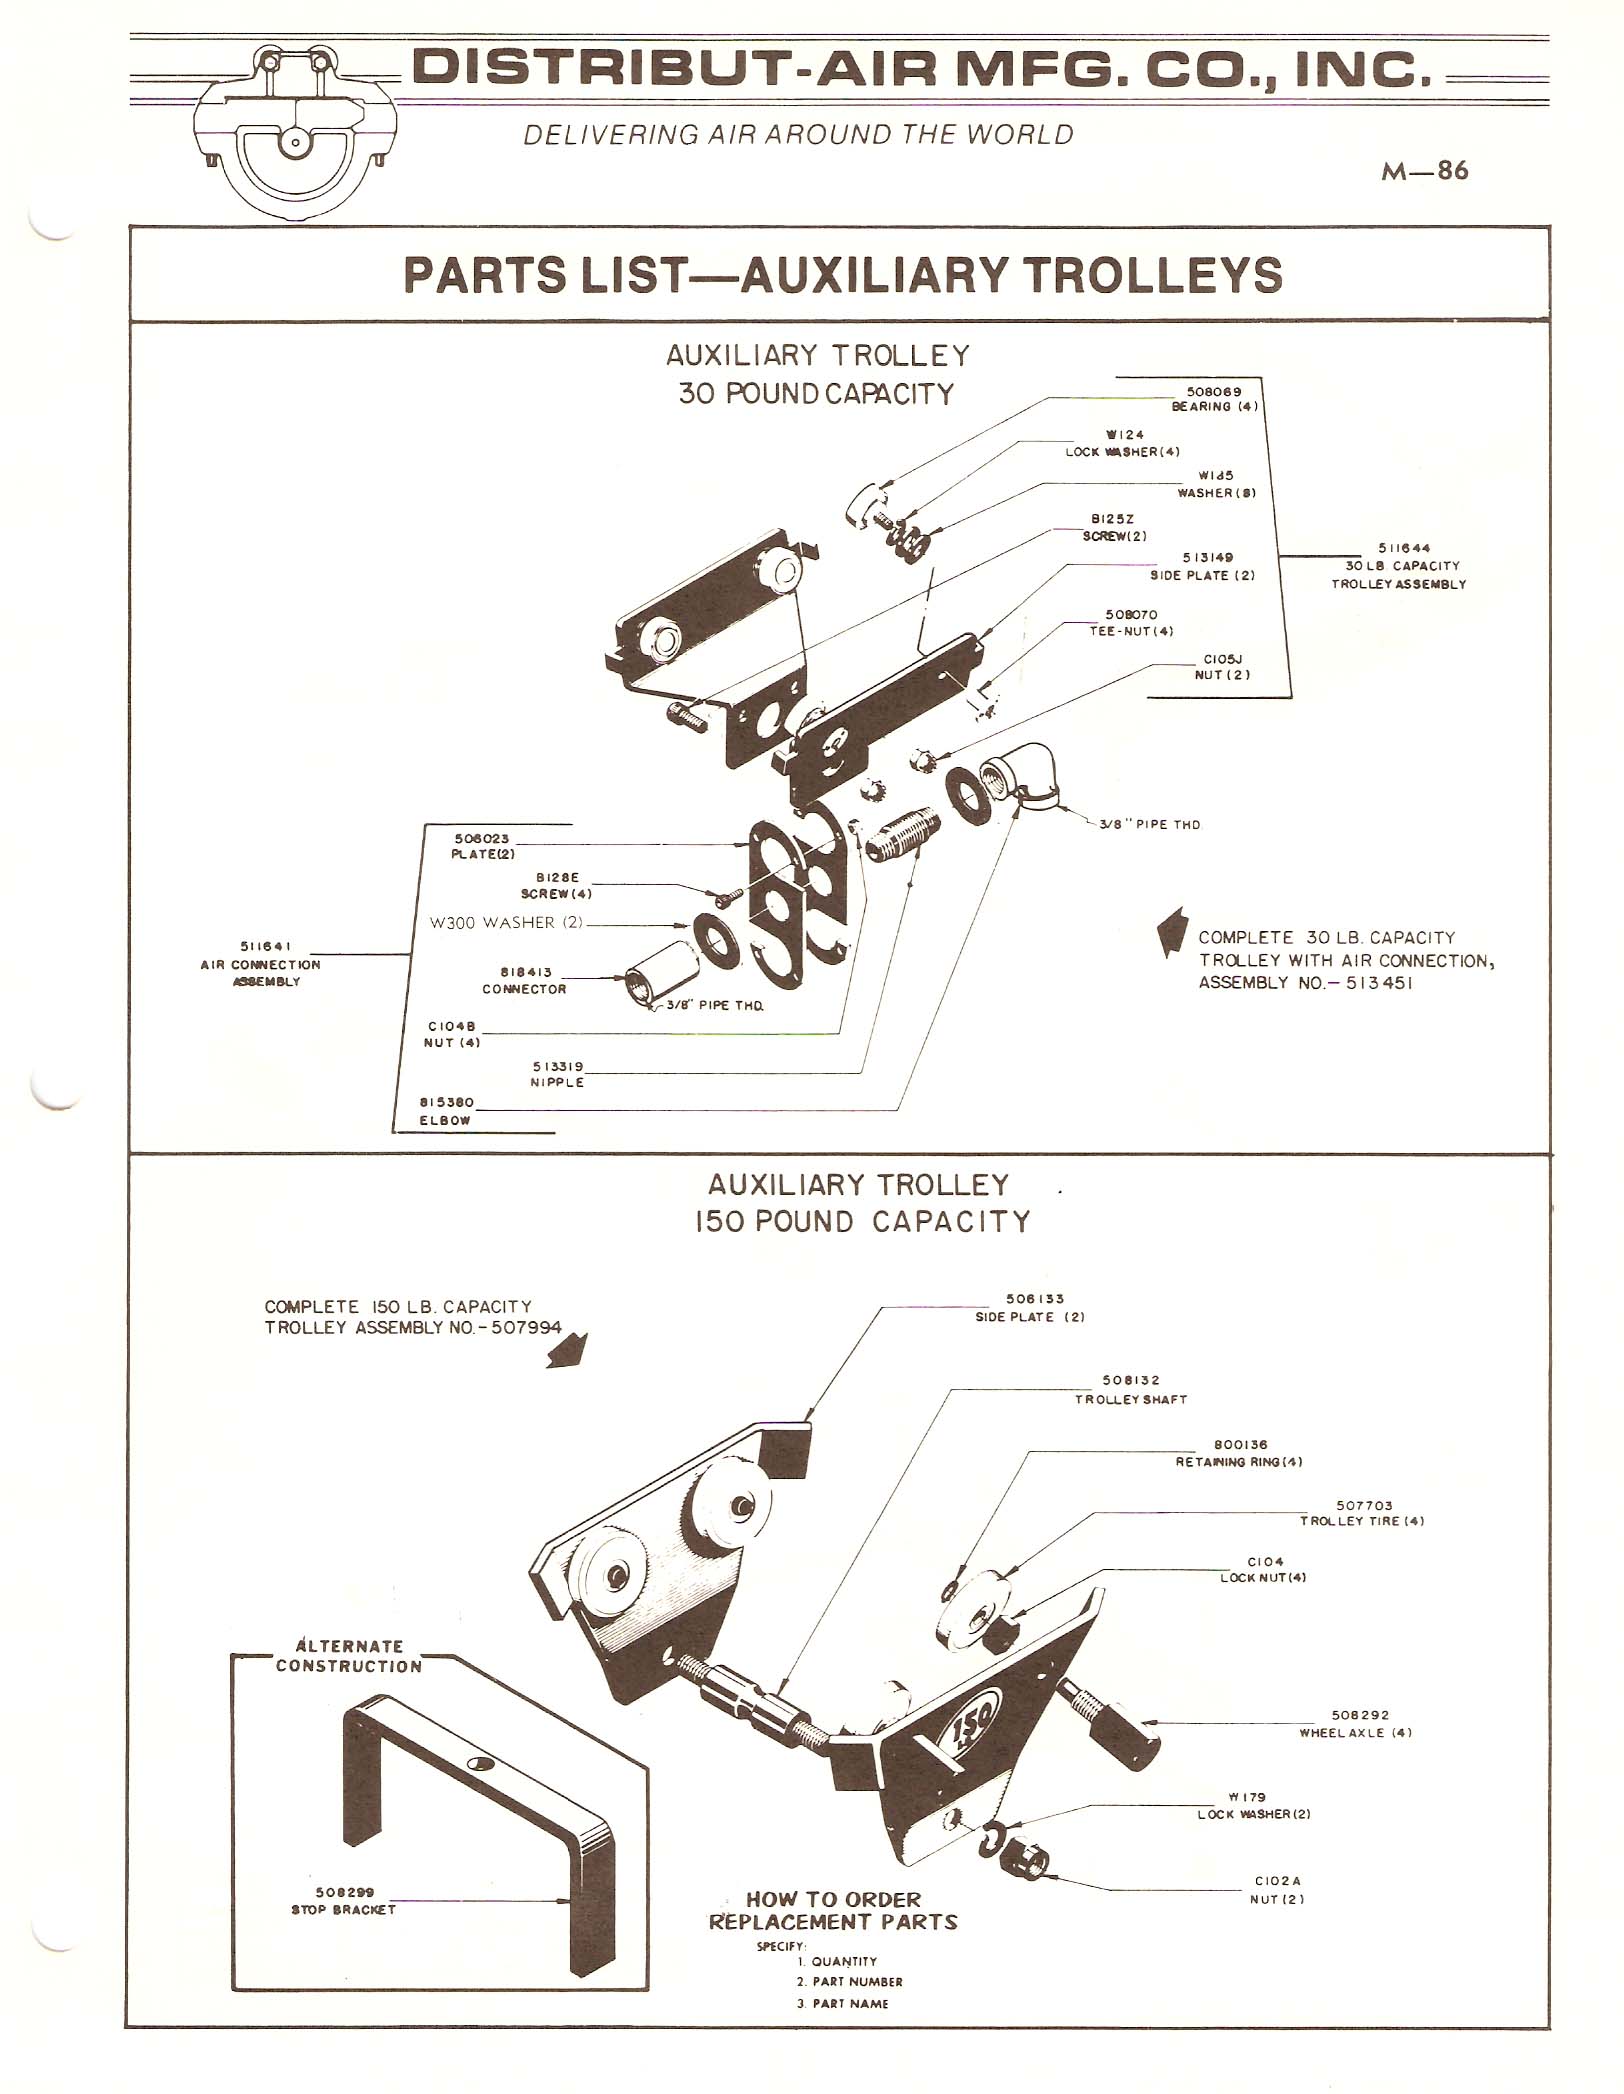 DISTRIBUT-AIR MFG. CO., INC.
DELIVERING AIR AROUND THE WORLD
M—86
PARTS LIST—AUXILIARY TROLLEYS
AUXILIARY TROLLEY
30 POUND CAPACITY
508069
BEARING (4)
W124
LOCK WASHER (4)
WASHER (8)
B125Z
SCREW (2)
513149
SIDE PLATE (2)
508070
TEE-NUT (4)
C105J
NUT (2)
511644
30 LB. CAPACITY
TROLLEY ASSEMBLY
3/8" PIPE THD.
506023
PLATE (2)
B128E
SCREW (4)
W300 WASHER (2)
818413
CONNECTOR
3/8" PIPE THD.
C104B
NUT (4)
513319
NIPPLE
815380
ELBOW
511641
AIR CONNECTION
ASSEMBLY
COMPLETE 30 LB. CAPACITY
TROLLEY WITH AIR CONNECTION,
ASSEMBLY NO.– 513451
AUXILIARY TROLLEY
150 POUND CAPACITY
COMPLETE 150 LB. CAPACITY
TROLLEY ASSEMBLY NO.-507994
506133
SIDE PLATE (2)
508132
TROLLEY SHAFT
800136
RETAINING RING (4)
507703
TROLLEY TIRE (4)
C104
LOCK NUT (4)
150
508292
WHEEL AXLE (4)
W179
LOCK WASHER (2)
C102A
NUT (2)
ALTERNATE
CONSTRUCTION
508299
STOP BRACKET
HOW TO ORDER
REPLACEMENT PARTS
SPECIFY:
1. QUANTITY
2. PART NUMBER
3. PART NAME